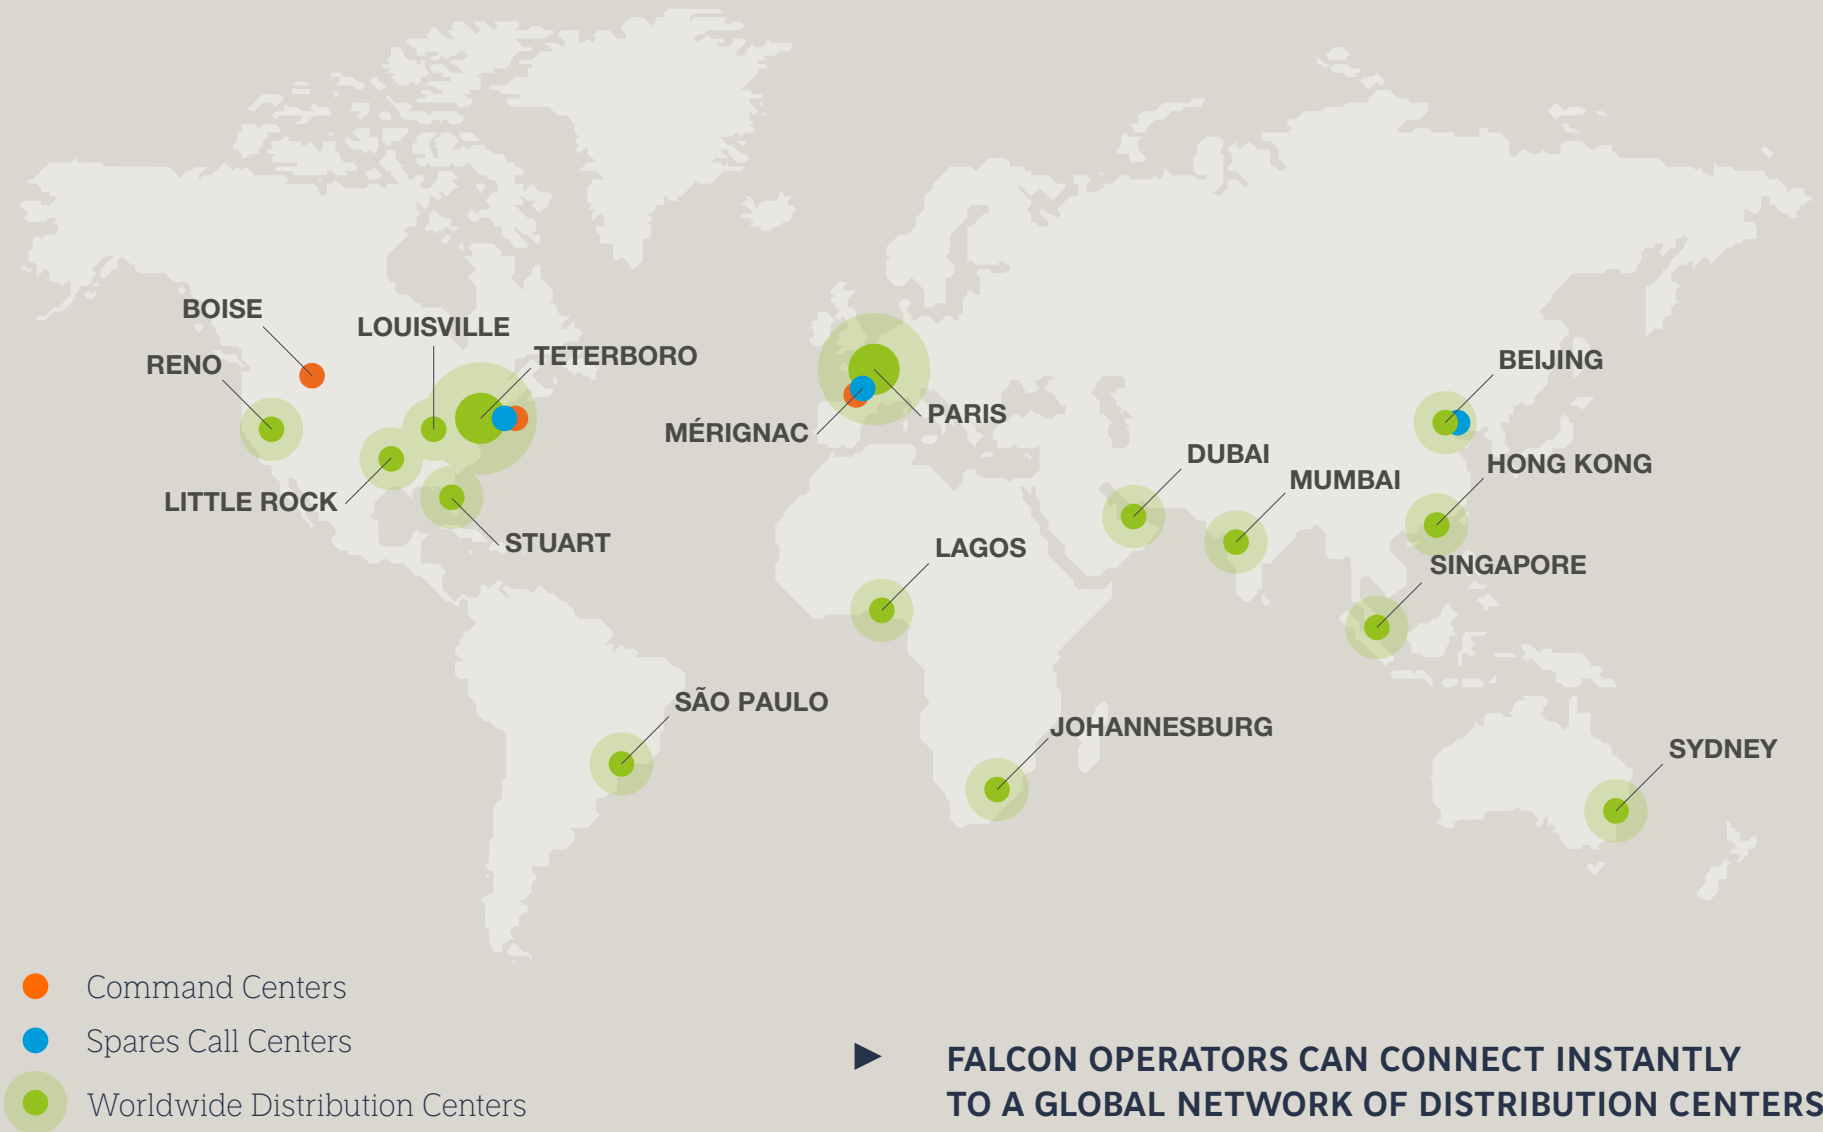 BOISE
LOUISVILLE
TETERBORO
RENO
BEIJING
PARIS
MÉRIGNAC
DUBAI
HONG KONG
MUMBAI
LITTLE ROCK
STUART
LAGOS
SINGAPORE
SÃO PAULO
JOHANNESBURG
SYDNEY
Command Centers
Spares Call Centers
Worldwide Distribution Centers
FALCON OPERATORS CAN CONNECT INSTANTLY
TO A GLOBAL NETWORK OF DISTRIBUTION CENTERS